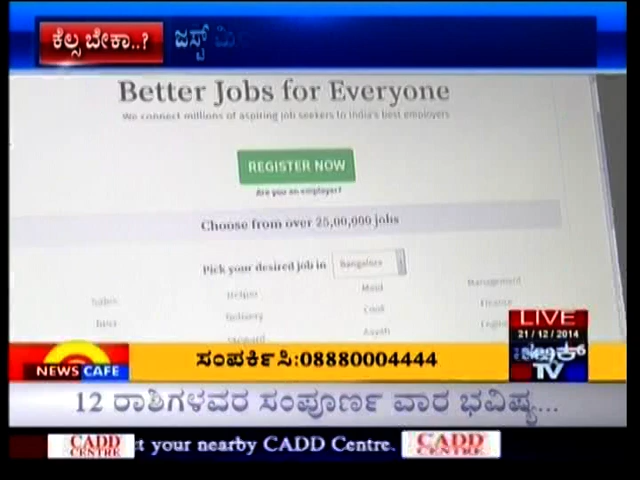 ಕೆಲ್ಸ ಬೇಕಾ..? ಜಸ್ಟ್
Better Jobs for Everyone
We connect millions of aspiring job seekers to India's best employers
REGISTER NOW
Are you an employer?
Choose from over 25,00,000 jobs
Pick your desired job in Bangalore
Sales Helper Maid Management
Delivery Cook Finance
Steward Ayah
LIVE
21/12/2014
ಪಬ್ಲಿಕ್
TV
NEWS CAFE
ಸಂಪರ್ಕಿಸಿ:08880004444
12 ರಾಶಿಗಳವರ ಸಂಪೂರ್ಣ ವಾರ ಭವಿಷ್ಯ...
CADD CENTRE your nearby CADD Centre. CADD CENTRE